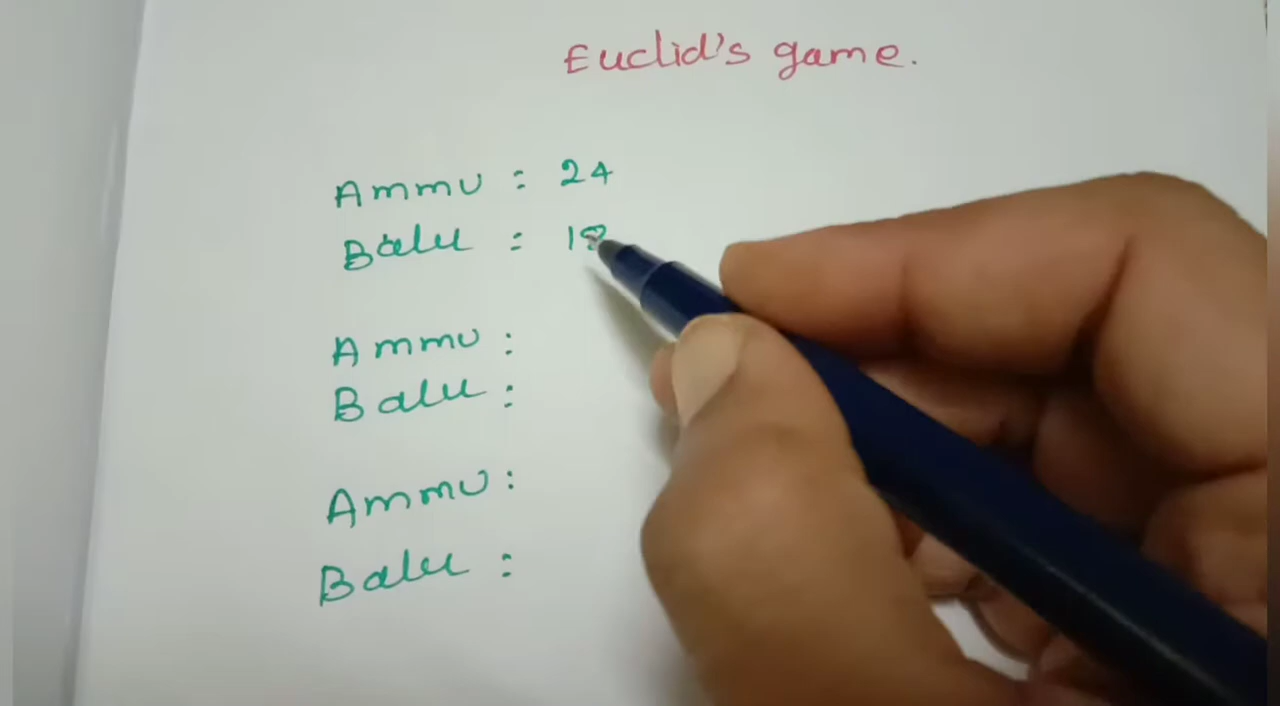 Euclid's game.
Ammu : 24
Balu : 18
Ammu :
Balu :
Ammu :
Balu :